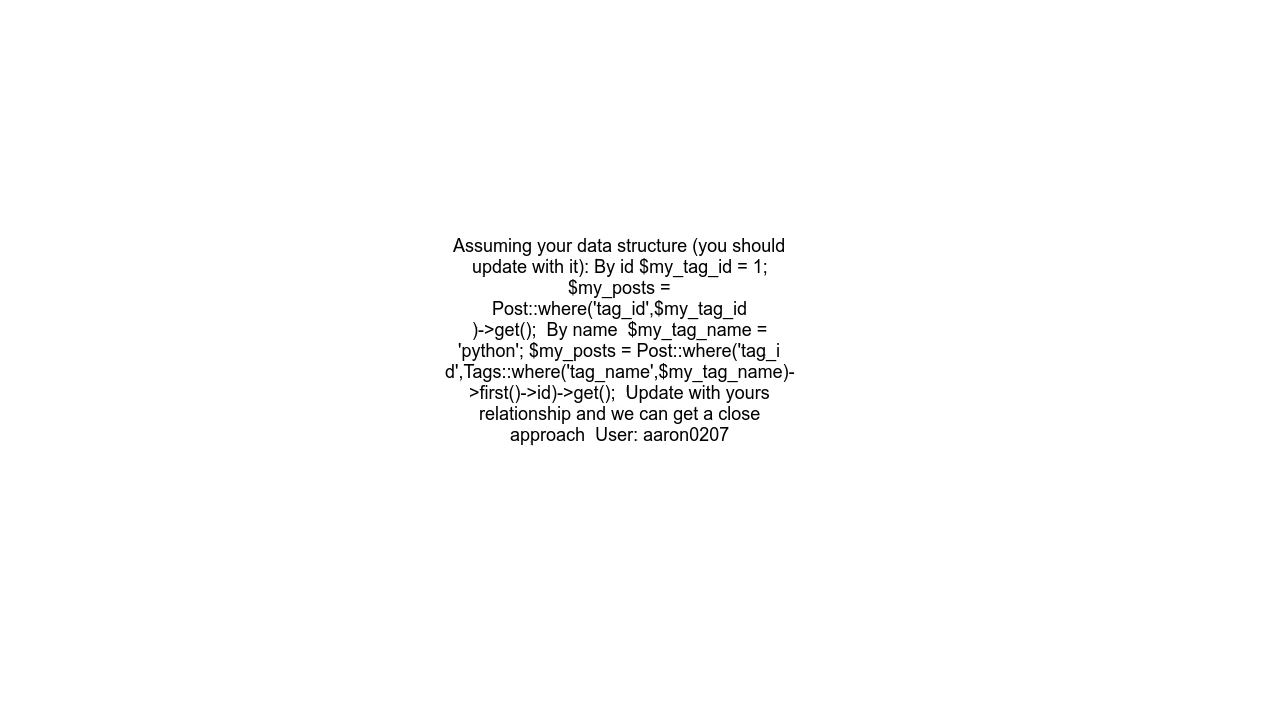 Assuming your data structure (you should
update with it): By id $my_tag_id = 1;
$my_posts =
Post::where('tag_id',$my_tag_id
)->get();  By name  $my_tag_name =
'python'; $my_posts = Post::where('tag_i
d',Tags::where('tag_name',$my_tag_name)-
>first()->id)->get();  Update with yours
relationship and we can get a close
approach  User: aaron0207